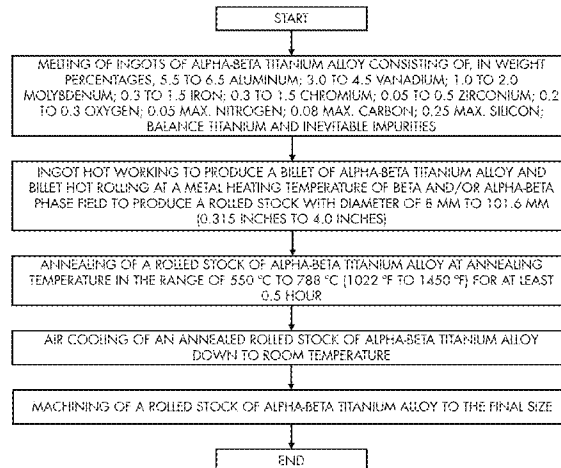 START
MELTING OF INGOTS OF ALPHA-BETA TITANIUM ALLOY CONSISTING OF, IN WEIGHT
PERCENTAGES, 5.5 TO 6.5 ALUMINUM; 3.0 TO 4.5 VANADIUM; 1.0 TO 2.0
MOLYBDENUM; 0.3 TO 1.5 IRON; 0.3 TO 1.5 CHROMIUM; 0.05 TO 0.5 ZIRCONIUM; 0.2
TO 0.3 OXYGEN; 0.05 MAX. NITROGEN; 0.08 MAX. CARBON; 0.25 MAX. SILICON;
BALANCE TITANIUM AND INEVITABLE IMPURITIES
INGOT HOT WORKING TO PRODUCE A BILLET OF ALPHA-BETA TITANIUM ALLOY AND
BILLET HOT ROLLING AT A METAL HEATING TEMPERATURE OF BETA AND/OR ALPHA-BETA
PHASE FIELD TO PRODUCE A ROLLED STOCK WITH DIAMETER OF 8 MM TO 101.6 MM
(0.315 INCHES TO 4.0 INCHES)
ANNEALING OF A ROLLED STOCK OF ALPHA-BETA TITANIUM ALLOY AT ANNEALING
TEMPERATURE IN THE RANGE OF 550 °C TO 788 °C (1022 °F TO 1450 °F) FOR AT LEAST
0.5 HOUR
AIR COOLING OF AN ANNEALED ROLLED STOCK OF ALPHA-BETA TITANIUM ALLOY
DOWN TO ROOM TEMPERATURE
MACHINING OF A ROLLED STOCK OF ALPHA-BETA TITANIUM ALLOY TO THE FINAL SIZE
END